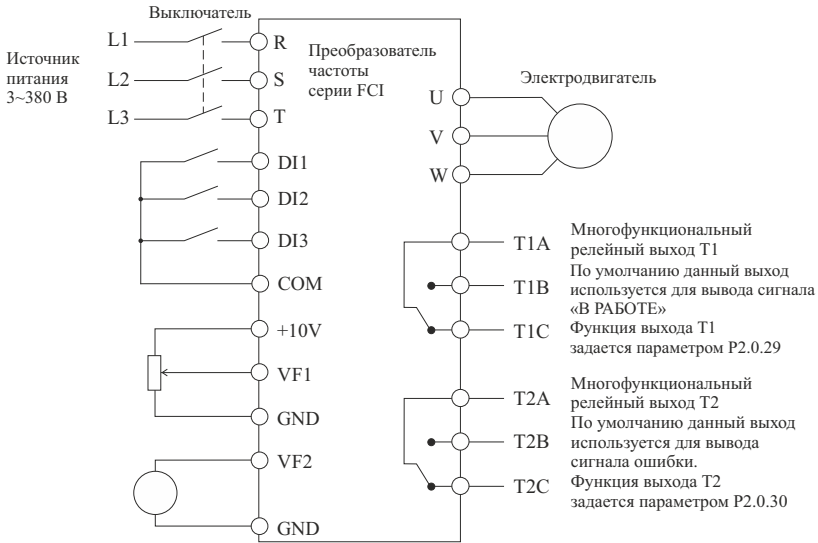 Выключатель
Источник
питания
3~380 В
L1
L2
L3
R
S
T
Преобразователь
частоты
серии FCI
Электродвигатель
U
V
W
DI1
DI2
DI3
COM
+10V
VF1
GND
VF2
GND
T1A
T1B
T1C
Многофункциональный
релейный выход T1
По умолчанию данный выход
используется для вывода сигнала
«В РАБОТЕ»
Функция выхода T1
задается параметром P2.0.29
T2A
T2B
T2C
Многофункциональный
релейный выход T2
По умолчанию данный выход
используется для вывода
сигнала ошибки.
Функция выхода T2
задается параметром P2.0.30